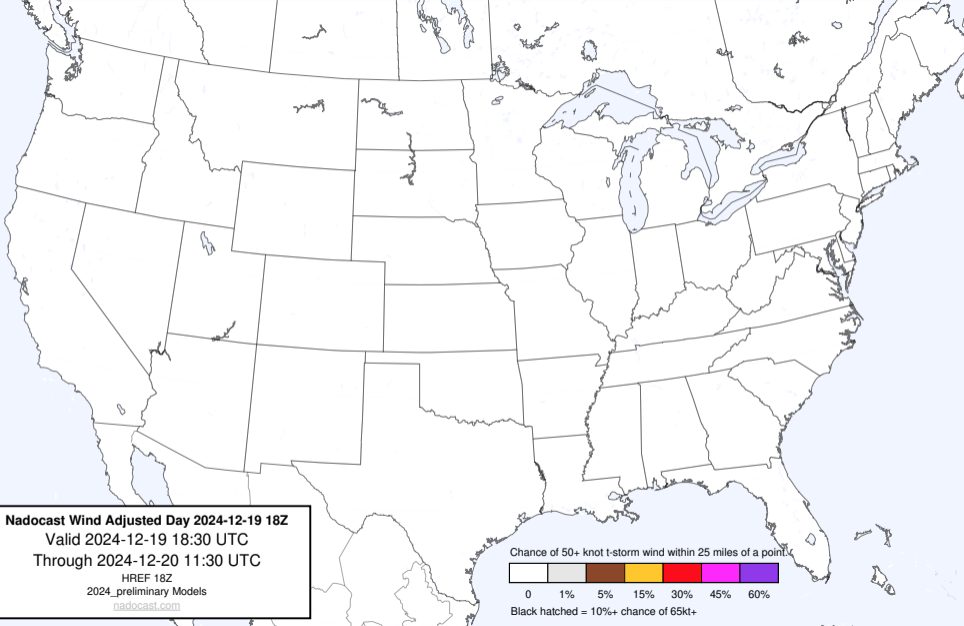 Nadocast Wind Adjusted Day 2024-12-19 18Z
Valid 2024-12-19 18:30 UTC
Through 2024-12-20 11:30 UTC
HREF 18Z
2024_preliminary Models
nadocast.com
Chance of 50+ knot t-storm wind within 25 miles of a point.
0 1% 5% 15% 30% 45% 60%
Black hatched = 10%+ chance of 65kt+